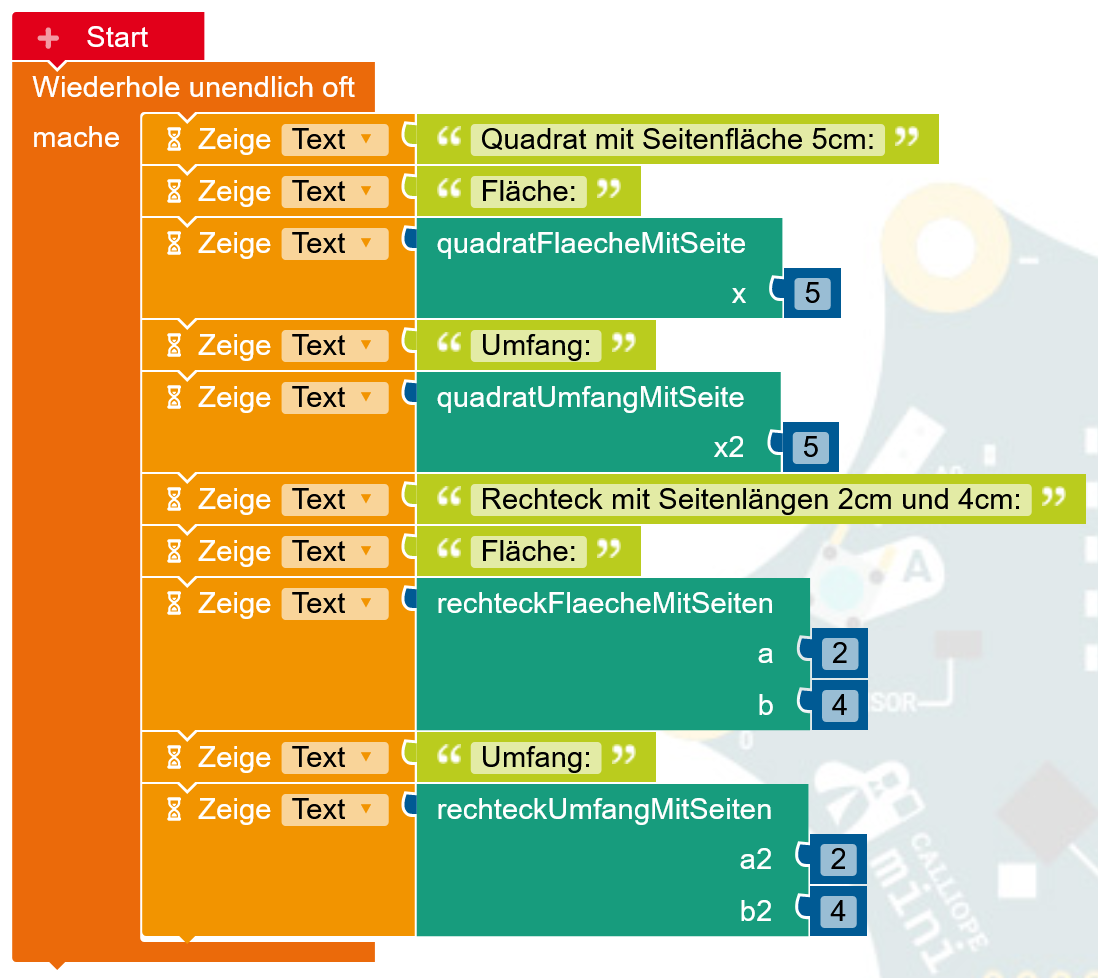 + Start
Wiederhole unendlich oft
mache Zeige Text “ Quadrat mit Seitenfläche 5cm: ”
Zeige Text “ Fläche: ”
Zeige Text quadratFlaecheMitSeite
x 5
Zeige Text “ Umfang: ”
Zeige Text quadratUmfangMitSeite
x2 5
Zeige Text “ Rechteck mit Seitenlängen 2cm und 4cm: ”
Zeige Text “ Fläche: ”
Zeige Text rechteckFlaecheMitSeiten
a 2
b 4
Zeige Text “ Umfang: ”
Zeige Text rechteckUmfangMitSeiten
a2 2
b2 4
A
0
CALLIOPE
mini